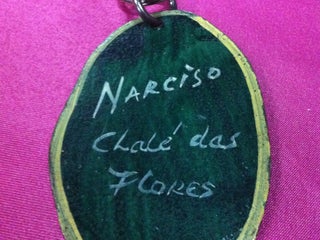 NARCISO
Chalé das
FLORES